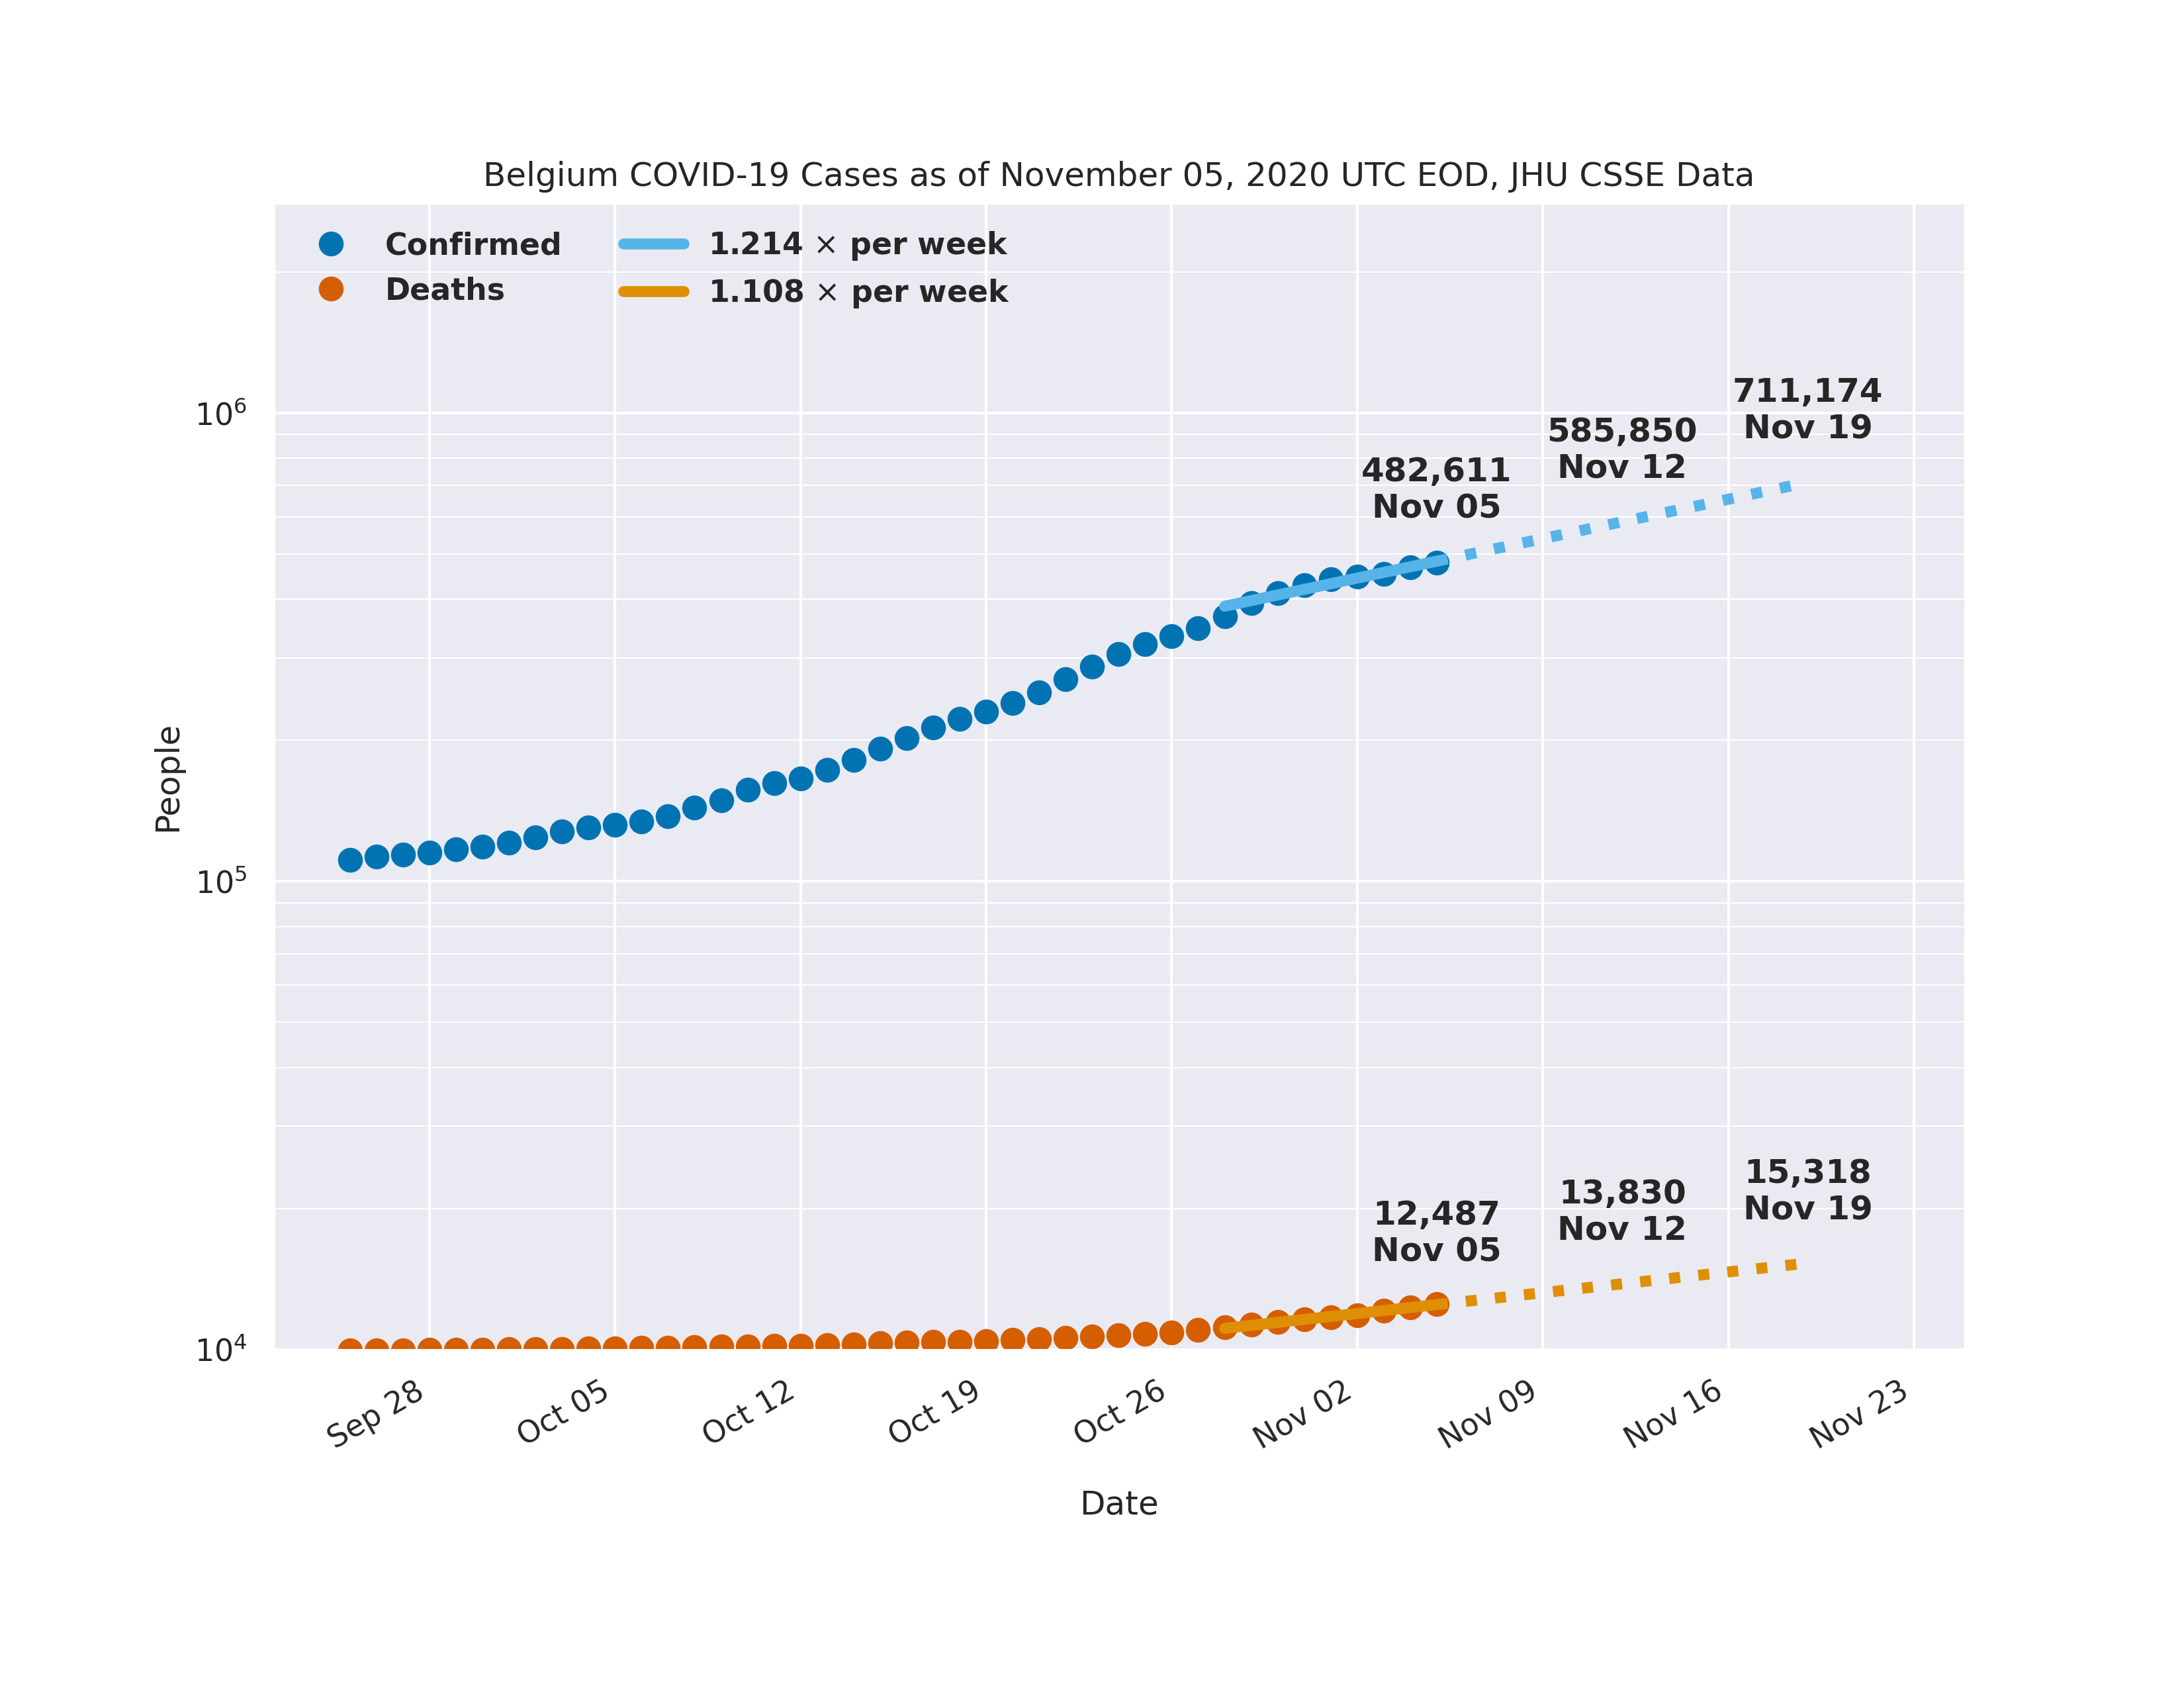 Belgium COVID-19 Cases as of November 05, 2020 UTC EOD, JHU CSSE Data
Confirmed
Deaths
1.214 × per week
1.108 × per week
711,174
Nov 19
585,850
Nov 12
482,611
Nov 05
15,318
Nov 19
13,830
Nov 12
12,487
Nov 05
People
10⁶
10⁵
10⁴
Sep 28
Oct 05
Oct 12
Oct 19
Oct 26
Nov 02
Nov 09
Nov 16
Nov 23
Date